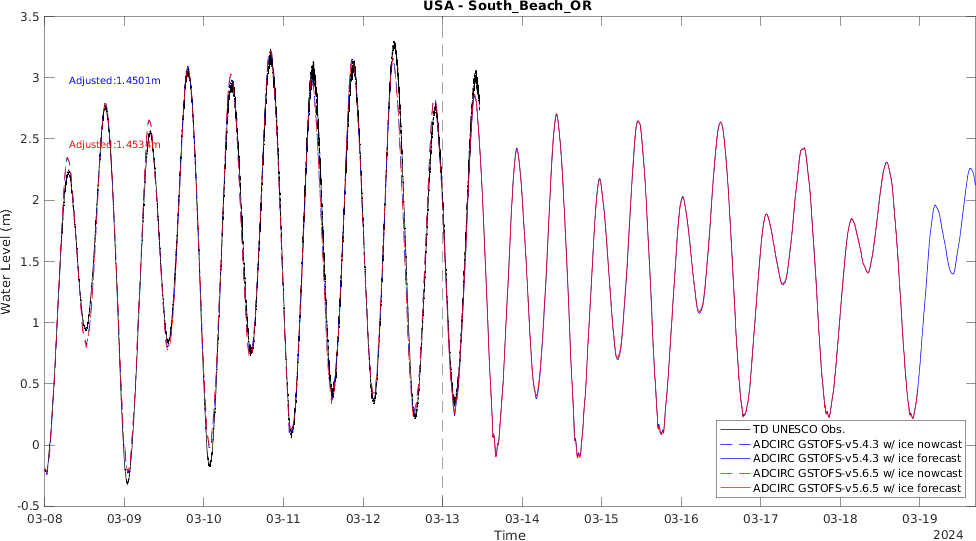 USA - South_Beach_OR
3.5
3
2.5
2
1.5
1
0.5
0
-0.5
Water Level (m)
Adjusted:1.4501m
Adjusted:1.4534m
TD UNESCO Obs.
ADCIRC GSTOFS-v5.4.3 w/ ice nowcast
ADCIRC GSTOFS-v5.4.3 w/ ice forecast
ADCIRC GSTOFS-v5.6.5 w/ ice nowcast
ADCIRC GSTOFS-v5.6.5 w/ ice forecast
03-08 03-09 03-10 03-11 03-12 03-13 03-14 03-15 03-16 03-17 03-18 03-19
Time
2024